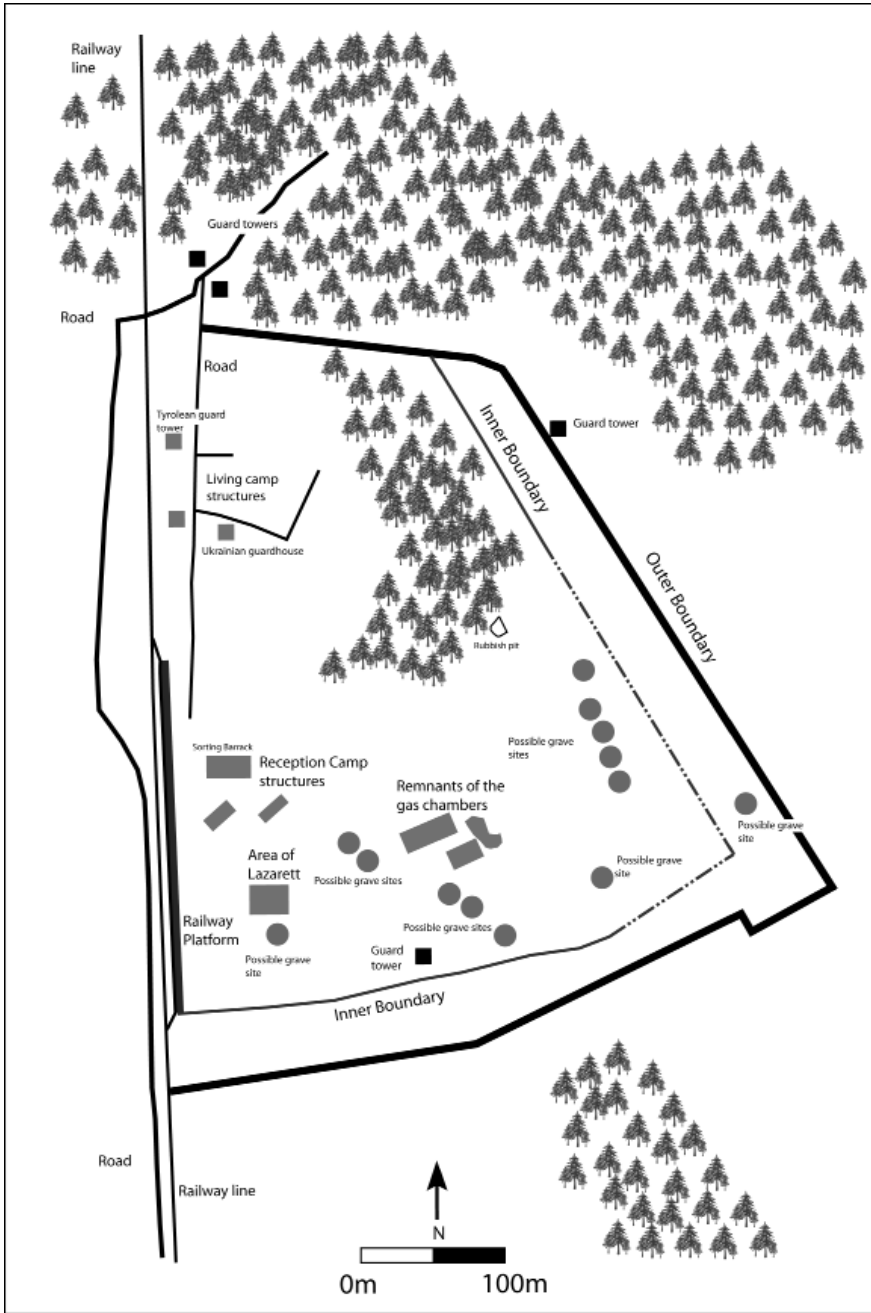 Railway
line
Guard towers
Road
Road
Tyrolean guard
tower
Inner Boundary
Guard tower
Living camp
structures
Ukrainian guardhouse
Outer Boundary
Rubbish pit
Sorting Barrack
Reception Camp
structures
Possible grave
sites
Remnants of the
gas chambers
Possible grave
site
Area of
Lazarett
Possible grave sites
Possible grave
site
Railway
Platform
Possible grave sites
Possible grave
site
Guard
tower
Inner Boundary
Road
Railway line
N
0m
100m